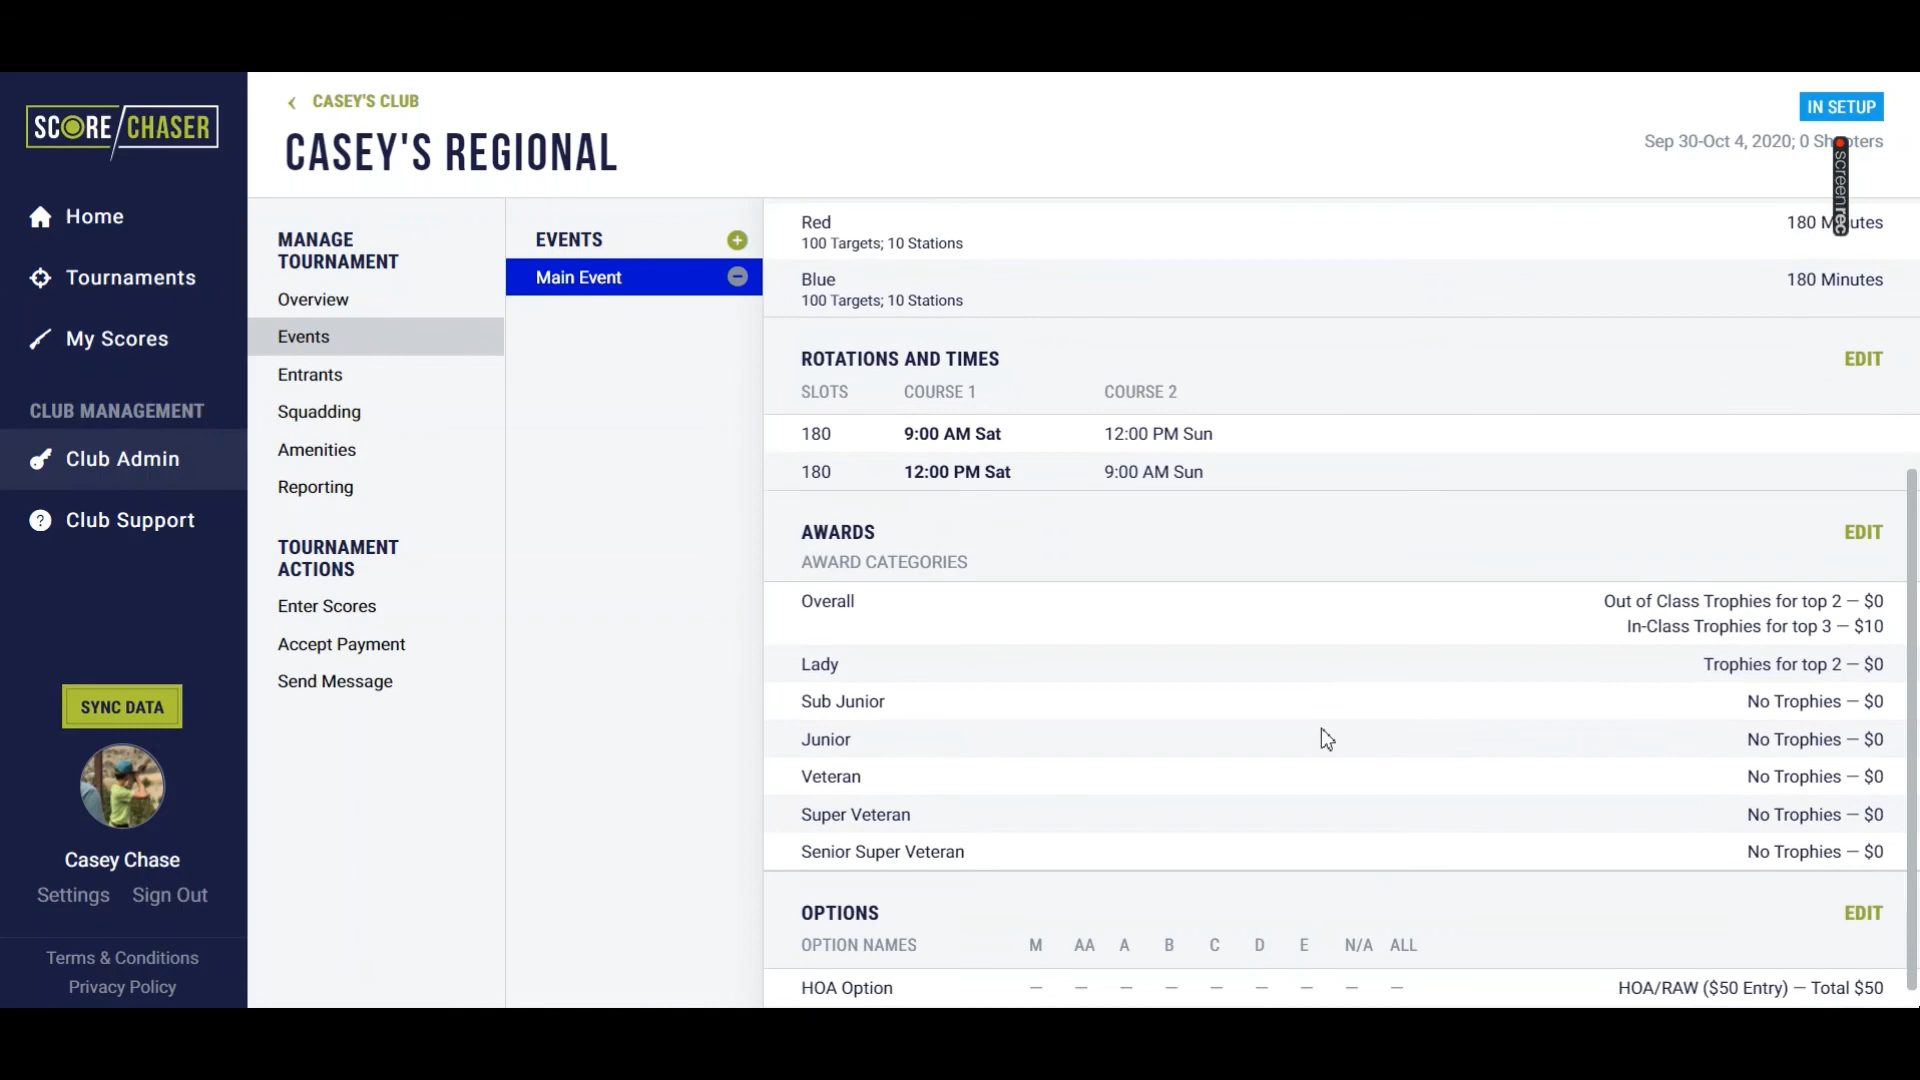 SCORE/CHASER
Home
Tournaments
My Scores
CLUB MANAGEMENT
Club Admin
Club Support
SYNC DATA
Casey Chase
Settings Sign Out
Terms & Conditions
Privacy Policy
CASEY'S CLUB
CASEY'S REGIONAL
IN SETUP
Sep 30-Oct 4, 2020; 0 Shooters
screenrec
MANAGE
TOURNAMENT
Overview
Events
Entrants
Squadding
Amenities
Reporting
TOURNAMENT
ACTIONS
Enter Scores
Accept Payment
Send Message
EVENTS
Main Event
Red 180 Minutes
100 Targets; 10 Stations
Blue 180 Minutes
100 Targets; 10 Stations
ROTATIONS AND TIMES EDIT
SLOTS COURSE 1 COURSE 2
180 9:00 AM Sat 12:00 PM Sun
180 12:00 PM Sat 9:00 AM Sun
AWARDS EDIT
AWARD CATEGORIES
Overall Out of Class Trophies for top 2 — $0
In-Class Trophies for top 3 — $10
Lady Trophies for top 2 — $0
Sub Junior No Trophies — $0
Junior No Trophies — $0
Veteran No Trophies — $0
Super Veteran No Trophies — $0
Senior Super Veteran No Trophies — $0
OPTIONS EDIT
OPTION NAMES M AA A B C D E N/A ALL
HOA Option — — — — — — — — — HOA/RAW ($50 Entry) — Total $50